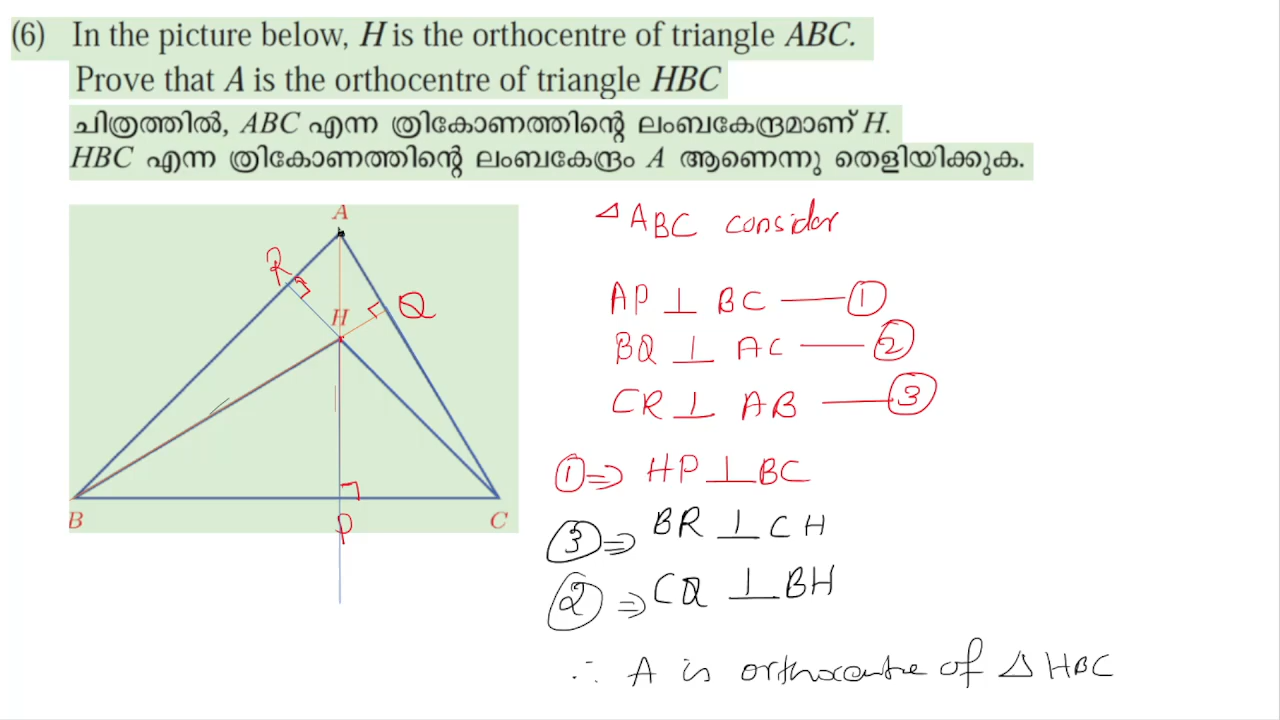 (6) In the picture below, H is the orthocentre of triangle ABC.
Prove that A is the orthocentre of triangle HBC
ചിത്രത്തിൽ, ABC എന്ന ത്രികോണത്തിന്റെ ലംബകേന്ദ്രമാണ് H.
HBC എന്ന ത്രികോണത്തിന്റെ ലംബകേന്ദ്രം A ആണെന്നു തെളിയിക്കുക.
A
R
Q
H
B
P
C
△ ABC consider
AP ⊥ BC —— ①
BQ ⊥ AC —— ②
CR ⊥ AB —— ③
① ⇒ HP ⊥ BC
③ ⇒ BR ⊥ CH
② ⇒ CQ ⊥ BH
∴ A is orthocentre of △ HBC